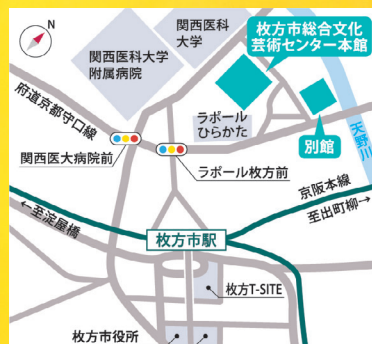 N
関西医科
大学
関西医科大学
附属病院
枚方市総合文化
芸術センター本館
別館
ラポール
ひらかた
天野川
府道京都守口線
関西医大病院前
ラポール枚方前
京阪本線
至出町柳→
←至淀屋橋
枚方市駅
枚方T-SITE
枚方市役所